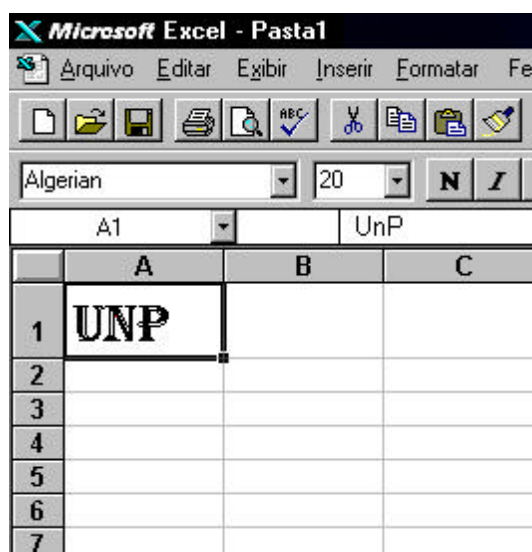 Microsoft Excel - Pasta1
Arquivo Editar Exibir Inserir Formatar Fe
ABC
Algerian 20 N I
A1 UnP
A B C
1 UNP
2
3
4
5
6
7